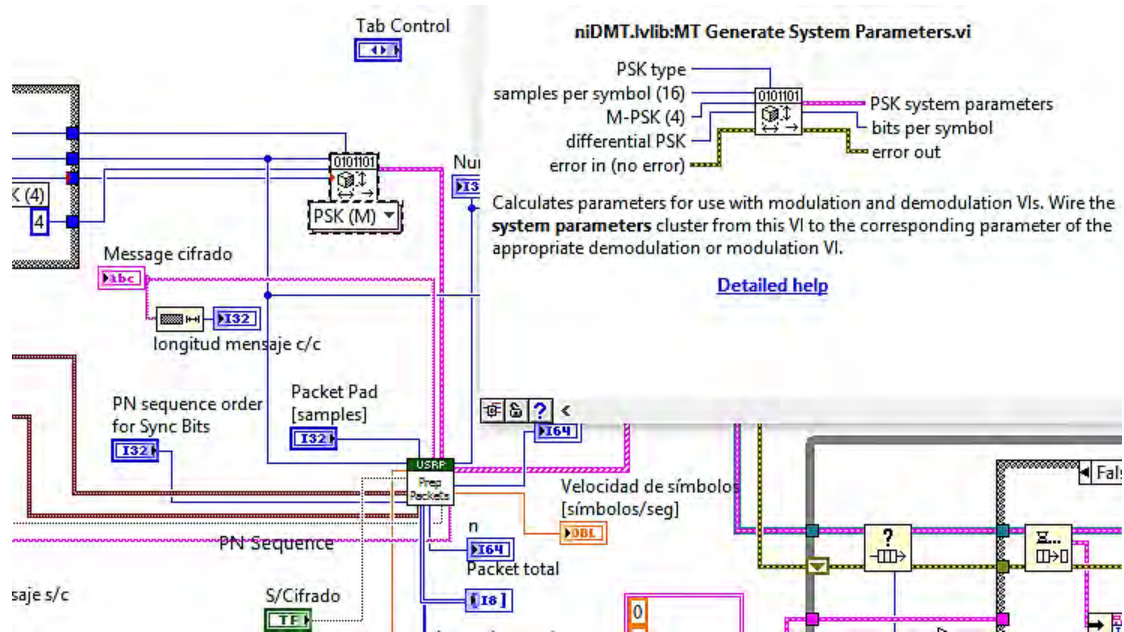 Tab Control
niDMT.lvlib:MT Generate System Parameters.vi
PSK type
samples per symbol (16)
M-PSK (4)
differential PSK
error in (no error)
0101101
PSK system parameters
bits per symbol
error out
Calculates parameters for use with modulation and demodulation VIs. Wire the
system parameters cluster from this VI to the corresponding parameter of the
appropriate demodulation or modulation VI.
Detailed help
0101101
PSK (M)
K (4)
4
Message cifrado
abc
I32
longitud mensaje c/c
PN sequence order
for Sync Bits
I32
Packet Pad
[samples]
I32
I64
USRP
Prep
Packets
Velocidad de símbolos
[símbolos/seg]
DBL
PN Sequence
n
I64
Packet total
I8
saje s/c
S/Cifrado
TF
0
?